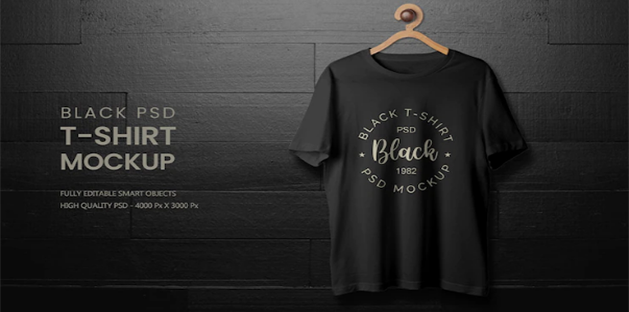 BLACK PSD
T-SHIRT
MOCKUP
FULLY EDITABLE SMART OBJECTS
HIGH QUALITY PSD - 4000 Px X 3000 Px
BLACK T-SHIRT
PSD
Black
1982
PSD MOCKUP